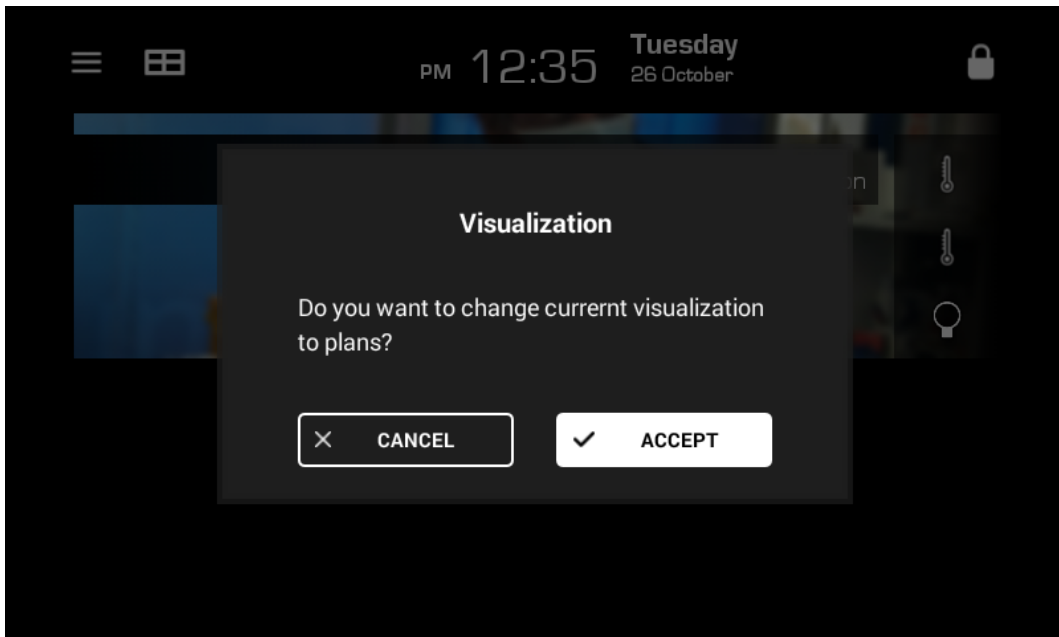 PM 12:35 Tuesday
26 October
Visualization
Do you want to change currernt visualization
to plans?
CANCEL ACCEPT